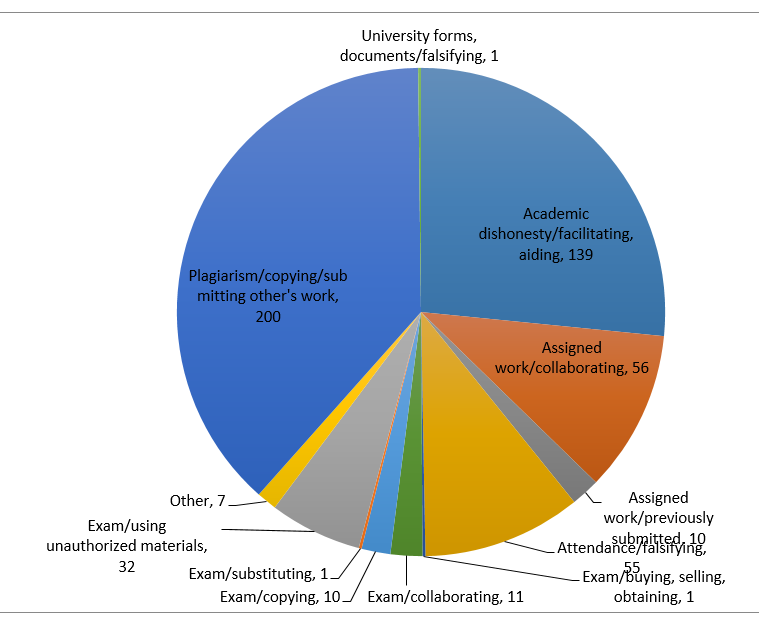 University forms,
documents/falsifying, 1
Academic
dishonesty/facilitating,
aiding, 139
Plagiarism/copying/sub
mitting other's work,
200
Assigned
work/collaborating, 56
Assigned
work/previously
submitted, 10
Attendance/falsifying,
55
Exam/buying, selling,
obtaining, 1
Exam/collaborating, 11
Exam/copying, 10
Exam/substituting, 1
Exam/using
unauthorized materials,
32
Other, 7